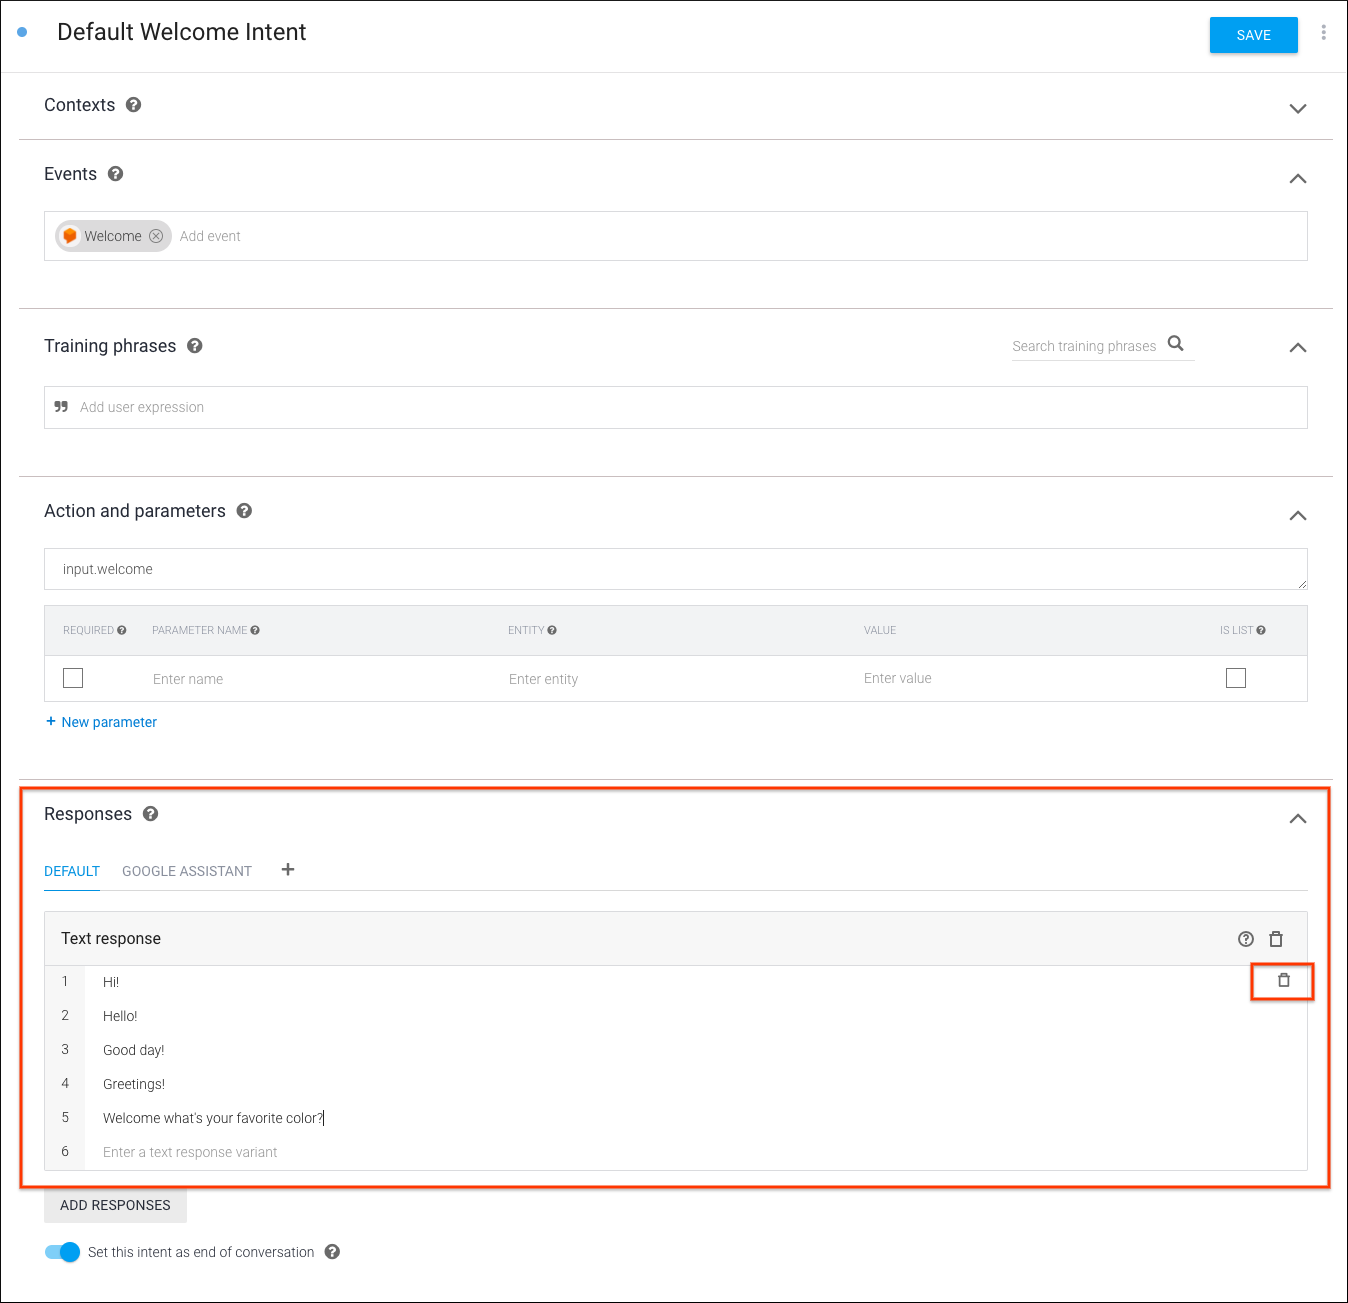 Default Welcome Intent
SAVE
Contexts
Events
Welcome Add event
Training phrases
Search training phrases
Add user expression
Action and parameters
input.welcome
REQUIRED PARAMETER NAME ENTITY VALUE IS LIST
Enter name Enter entity Enter value
+ New parameter
Responses
DEFAULT GOOGLE ASSISTANT +
Text response
1 Hi!
2 Hello!
3 Good day!
4 Greetings!
5 Welcome what's your favorite color?
6 Enter a text response variant
ADD RESPONSES
Set this intent as end of conversation